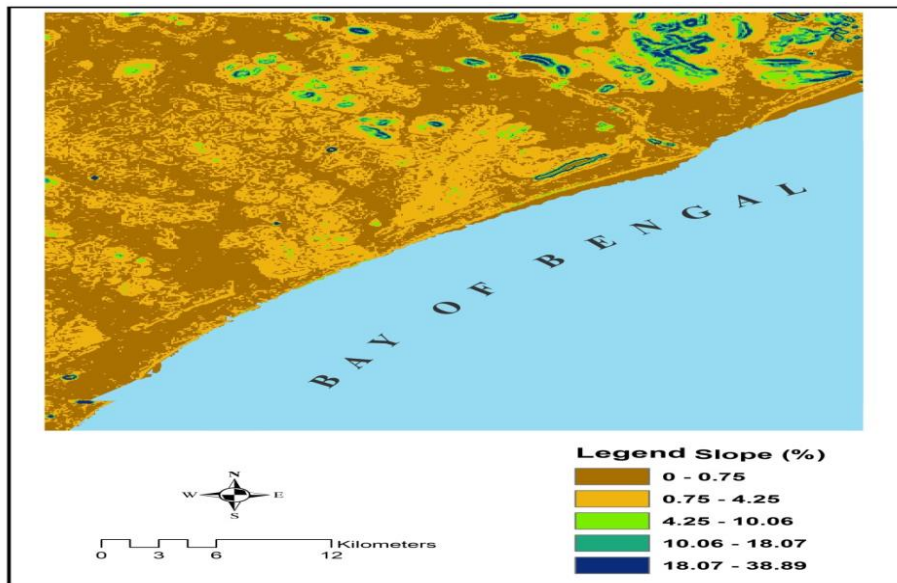 BAY OF BENGAL
Legend Slope (%)
0 - 0.75
0.75 - 4.25
4.25 - 10.06
10.06 - 18.07
18.07 - 38.89
N
W E
S
Kilometers
0 3 6 12